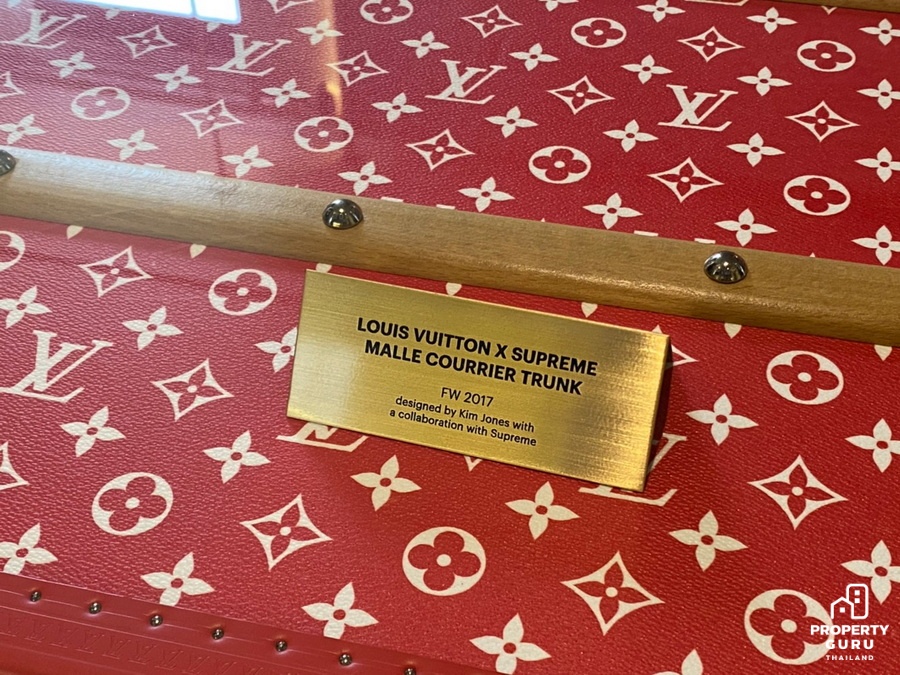 LOUIS VUITTON X SUPREME
MALLE COURRIER TRUNK
FW 2017
designed by Kim Jones with
a collaboration with Supreme
PROPERTY
GURU
THAILAND